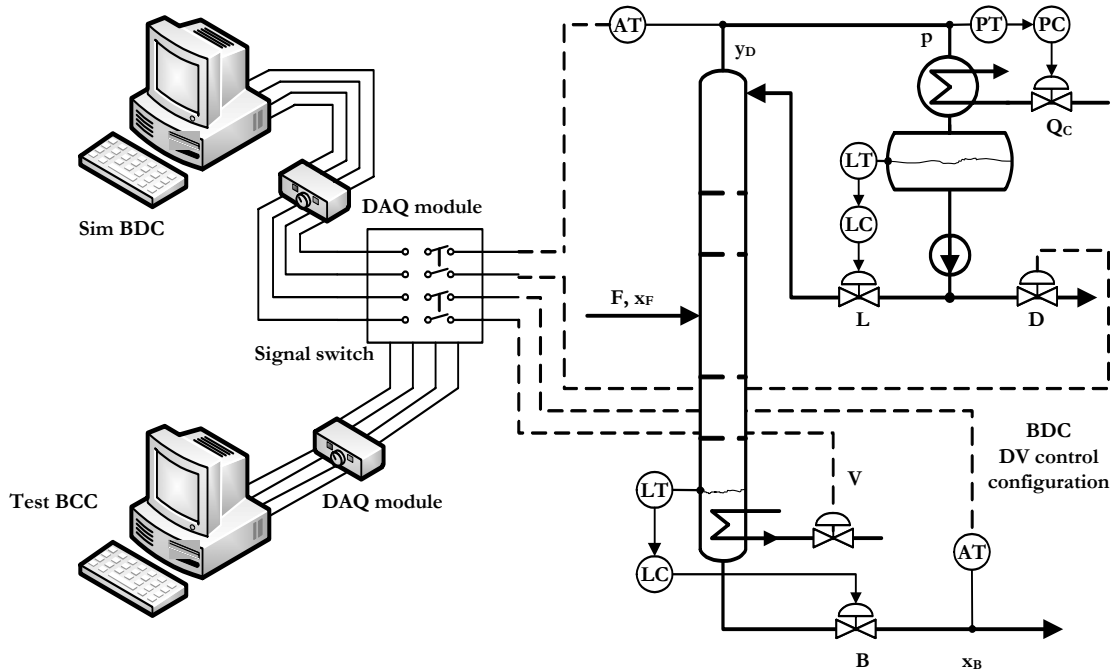 AT
PT
PC
yD
p
QC
LT
DAQ module
Sim BDC
LC
F, xF
L
D
Signal switch
BDC
DV control
configuration
Test BCC
DAQ module
LT
V
AT
LC
B
xB